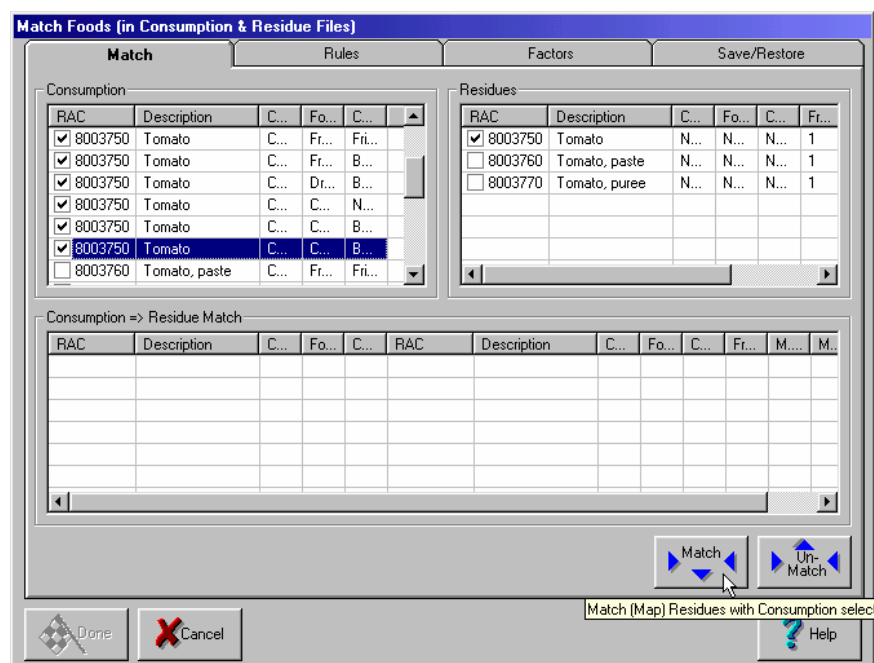 Match Foods (in Consumption & Residue Files)
Match Rules Factors Save/Restore
Consumption
RAC Description C... Fo... C...
8003750 Tomato C... Fr... Fri...
8003750 Tomato C... Fr... B...
8003750 Tomato C... Dr... B...
8003750 Tomato C... C... N...
8003750 Tomato C... C... B...
8003750 Tomato C... C... B...
8003760 Tomato, paste C... Fr... Fri...
Residues
RAC Description C... Fo... C... Fr...
8003750 Tomato N... N... N... 1
8003760 Tomato, paste N... N... N... 1
8003770 Tomato, puree N... N... N... 1
Consumption => Residue Match
RAC Description C... Fo... C... RAC Description C... Fo... C... Fr... M.... M..
Match
Un-
Match
Match (Map) Residues with Consumption selec
Done Cancel Help